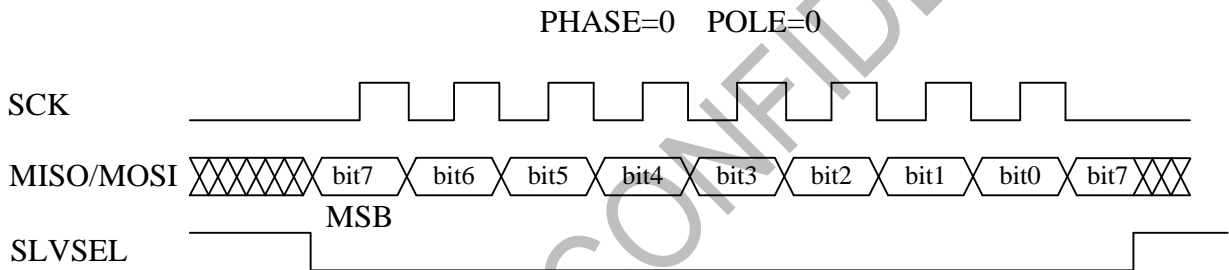 PHASE=0 POLE=0
SCK
MISO/MOSI bit7 bit6 bit5 bit4 bit3 bit2 bit1 bit0 bit7
MSB
SLVSEL